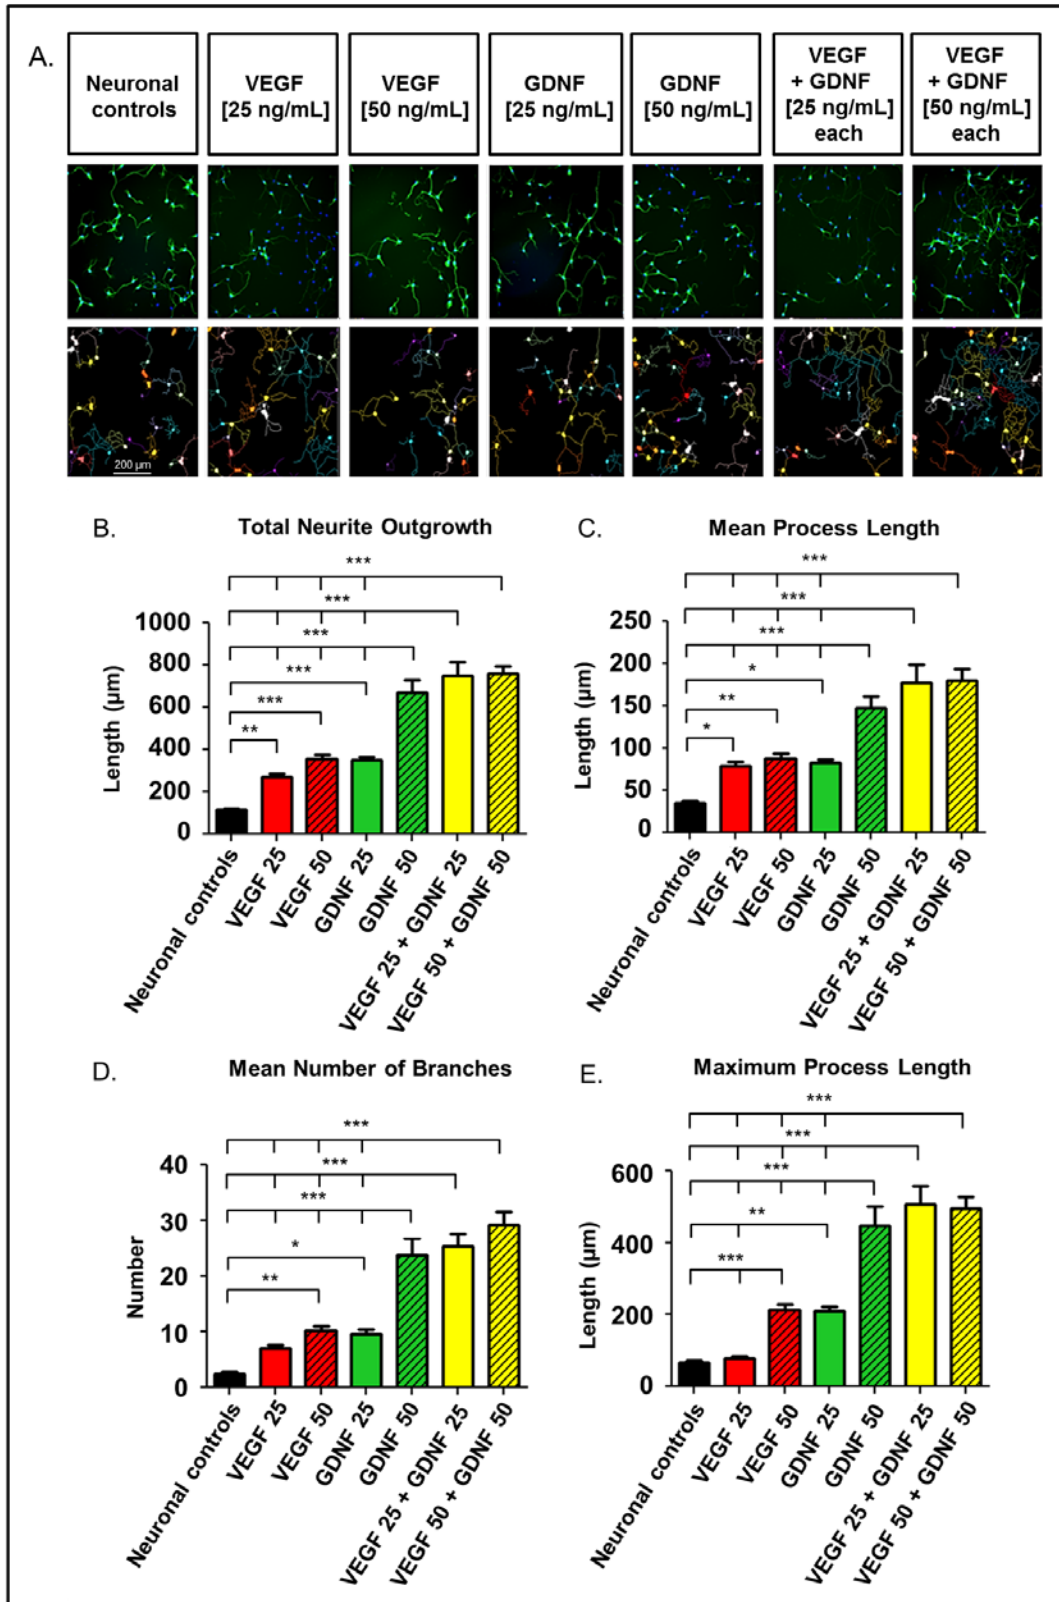 A.
Neuronal
controls
VEGF
[25 ng/mL]
VEGF
[50 ng/mL]
GDNF
[25 ng/mL]
GDNF
[50 ng/mL]
VEGF
+ GDNF
[25 ng/mL]
each
VEGF
+ GDNF
[50 ng/mL]
each
200 µm
B.
Total Neurite Outgrowth
***
***
***
***
***
**
1000
800
600
400
200
0
Length (µm)
Neuronal controls
VEGF 25
VEGF 50
GDNF 25
GDNF 50
VEGF 25 + GDNF 25
VEGF 50 + GDNF 50
C.
Mean Process Length
***
***
***
*
**
*
250
200
150
100
50
0
Length (µm)
Neuronal controls
VEGF 25
VEGF 50
GDNF 25
GDNF 50
VEGF 25 + GDNF 25
VEGF 50 + GDNF 50
D.
Mean Number of Branches
***
***
***
*
**
40
30
20
10
0
Number
Neuronal controls
VEGF 25
VEGF 50
GDNF 25
GDNF 50
VEGF 25 + GDNF 25
VEGF 50 + GDNF 50
E.
Maximum Process Length
***
***
***
**
***
600
400
200
0
Length (µm)
Neuronal controls
VEGF 25
VEGF 50
GDNF 25
GDNF 50
VEGF 25 + GDNF 25
VEGF 50 + GDNF 50